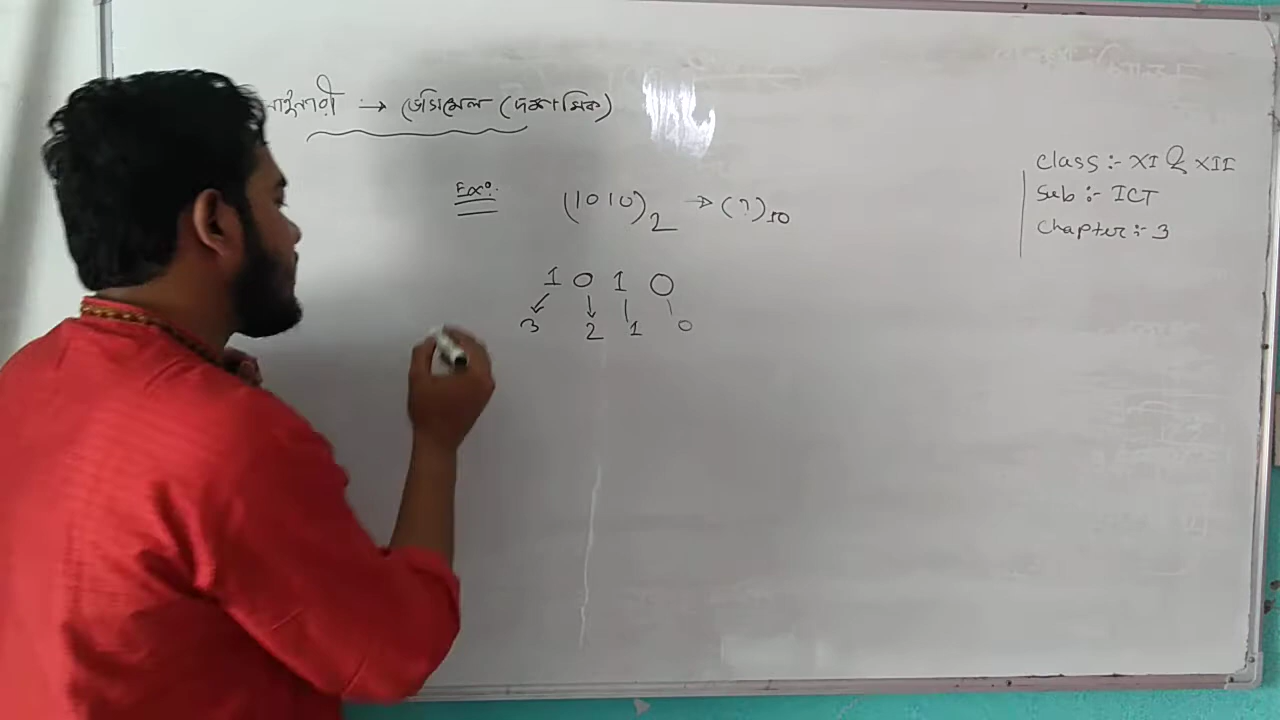 বাইনারী :→ ডেসিমেল (দশমিক)
Ex:
(1010)2 → (?)10
1 0 1 0
3 2 1 0
Class :- XI & XII
Sub :- ICT
Chapter :- 3